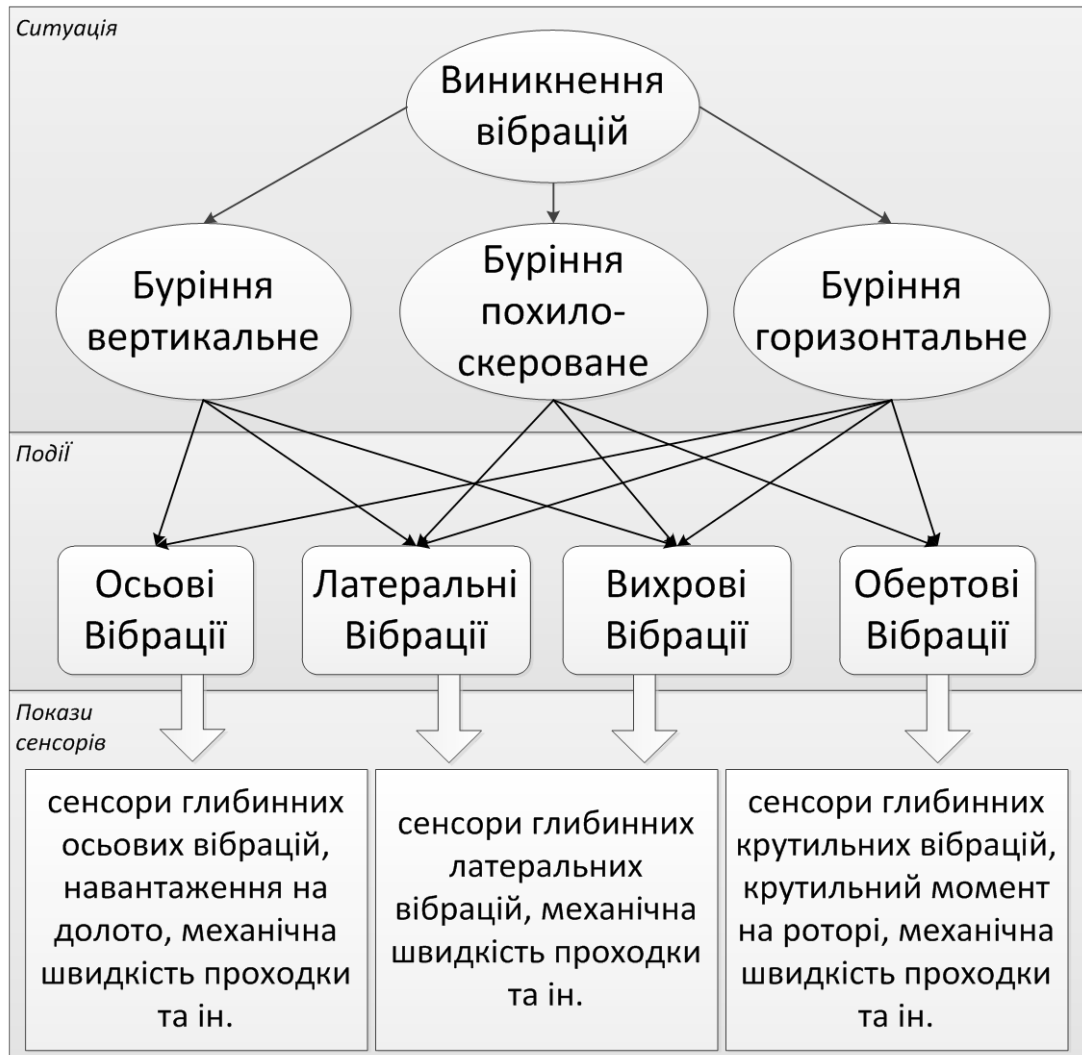 Ситуація
Виникнення
вібрацій
Буріння
вертикальне
Буріння
похило-
скероване
Буріння
горизонтальне
Події
Осьові
Вібрації
Латеральні
Вібрації
Вихрові
Вібрації
Обертові
Вібрації
Покази
сенсорів
сенсори глибинних
осьових вібрацій,
навантаження на
долото, механічна
швидкість проходки
та ін.
сенсори глибинних
латеральних
вібрацій, механічна
швидкість проходки
та ін.
сенсори глибинних
крутильних вібрацій,
крутильний момент
на роторі, механічна
швидкість проходки
та ін.